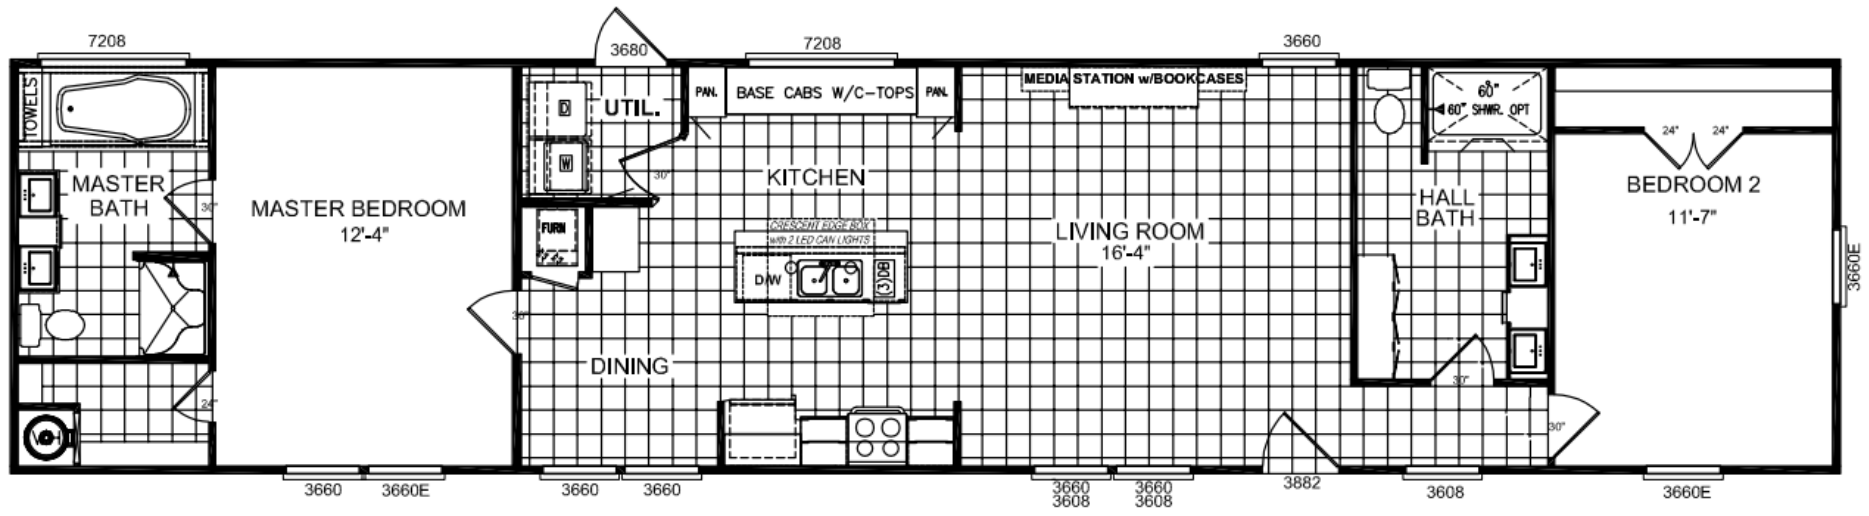 7208
3680
7208
3660
TOWELS
D
UTIL.
W
30"
PAN.
BASE CABS W/C-TOPS
PAN.
MEDIA STATION w/BOOKCASES
60"
60" SHWR. OPT
24"
24"
MASTER
BATH
30"
MASTER BEDROOM
12'-4"
FURN
KITCHEN
CRESCENT EDGE BOX
with 2 LED CAN LIGHTS
D/W
(3)DB
LIVING ROOM
16'-4"
HALL
BATH
BEDROOM 2
11'-7"
3660E
30"
DINING
30"
24"
WH
30"
3660
3660E
3660
3660
3660
3608
3660
3608
3882
3608
3660E